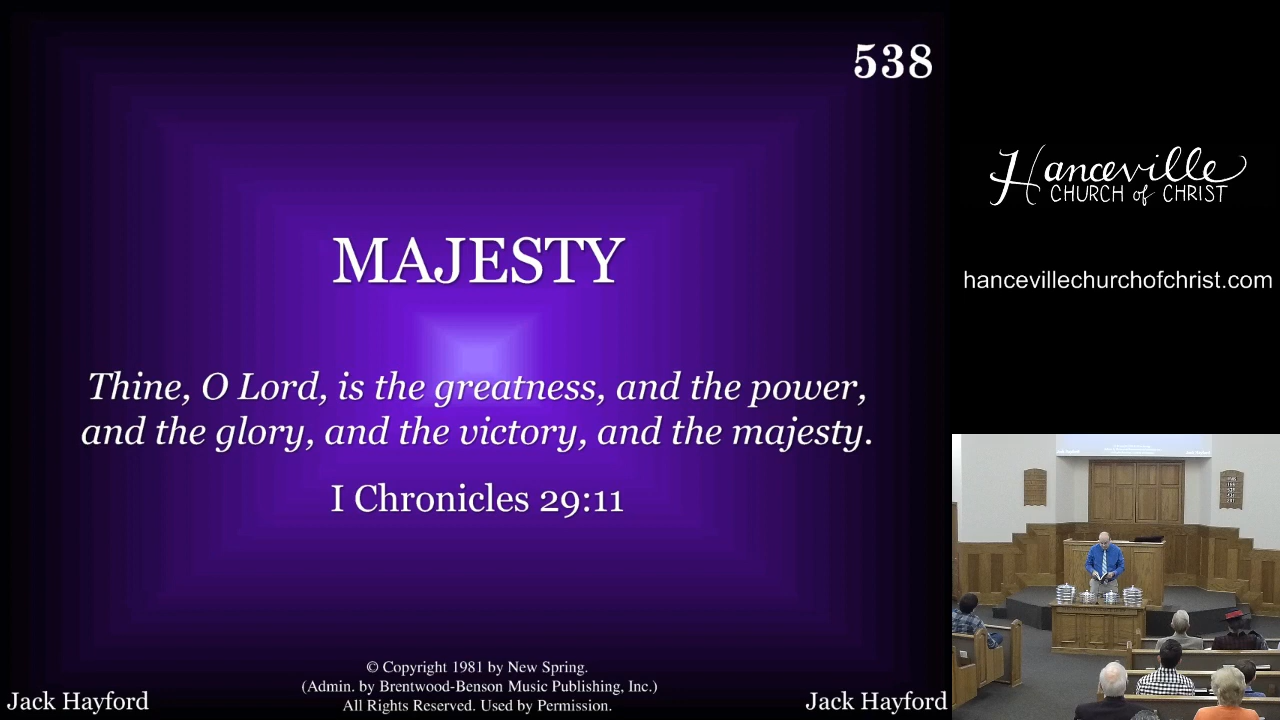 538
MAJESTY
Thine, O Lord, is the greatness, and the power,
and the glory, and the victory, and the majesty.
I Chronicles 29:11
© Copyright 1981 by New Spring.
(Admin. by Brentwood-Benson Music Publishing, Inc.)
All Rights Reserved. Used by Permission.
Jack Hayford
Jack Hayford
Hanceville
CHURCH of CHRIST
hancevillechurchofchrist.com